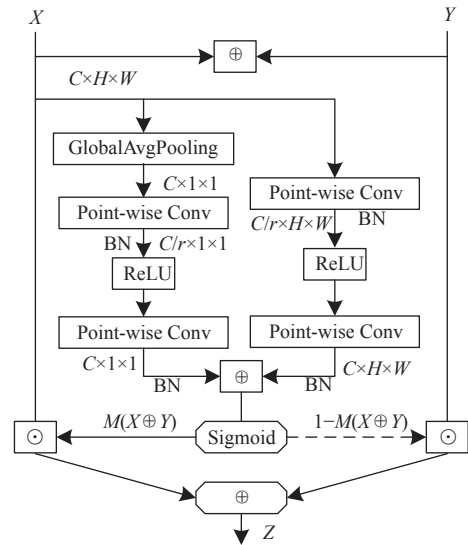 X Y
⊕
C×H×W
GlobalAvgPooling
C×1×1
Point-wise Conv Point-wise Conv
BN C/r×1×1 C/r×H×W BN
ReLU ReLU
Point-wise Conv Point-wise Conv
C×1×1 BN ⊕ BN C×H×W
M(X⊕Y) 1−M(X⊕Y)
⊙ Sigmoid ⊙
⊕
Z